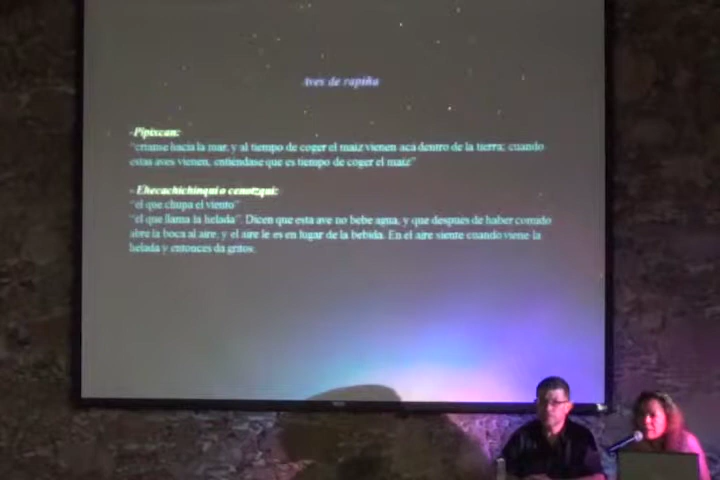 Aves de rapiña
-Pipixcan:
"críanse hacia la mar, y al tiempo de coger el maíz vienen acá dentro de la tierra; cuando
estas aves vienen, entiéndase que es tiempo de coger el maíz"
- Ehecachichinqui o cenotzqui:
"el que chupa el viento"
"el que llama la helada". Dicen que esta ave no bebe agua, y que después de haber comido
abre la boca al aire, y el aire le es en lugar de la bebida. En el aire siente cuando viene la
helada y entonces da gritos.